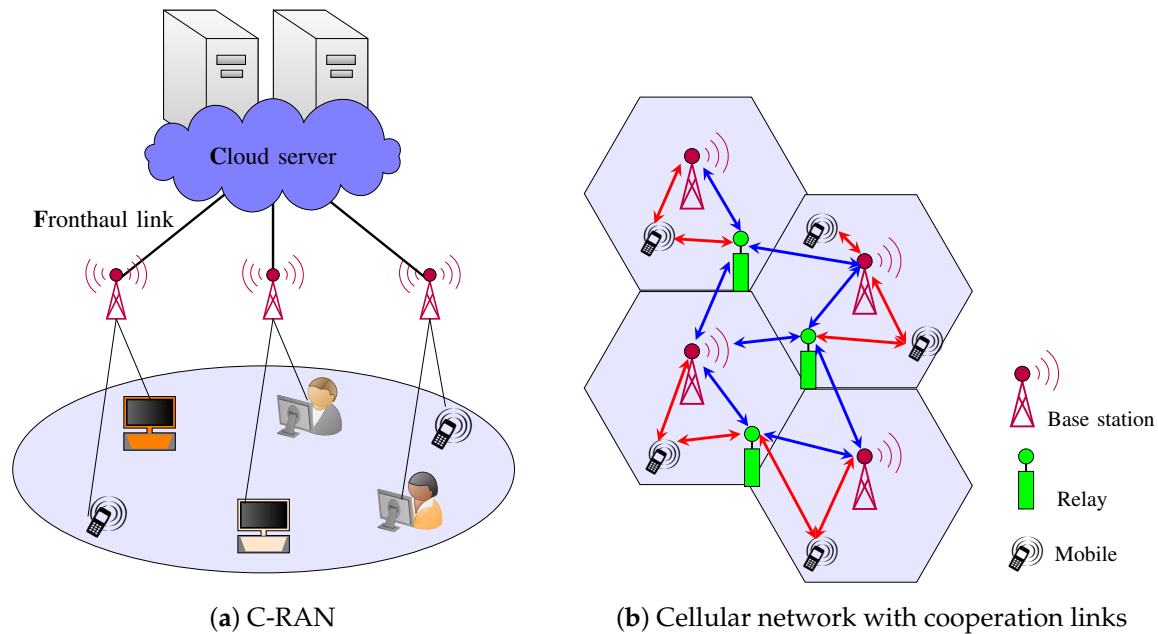 Cloud server
Fronthaul link
Base station
Relay
Mobile
(a) C-RAN
(b) Cellular network with cooperation links